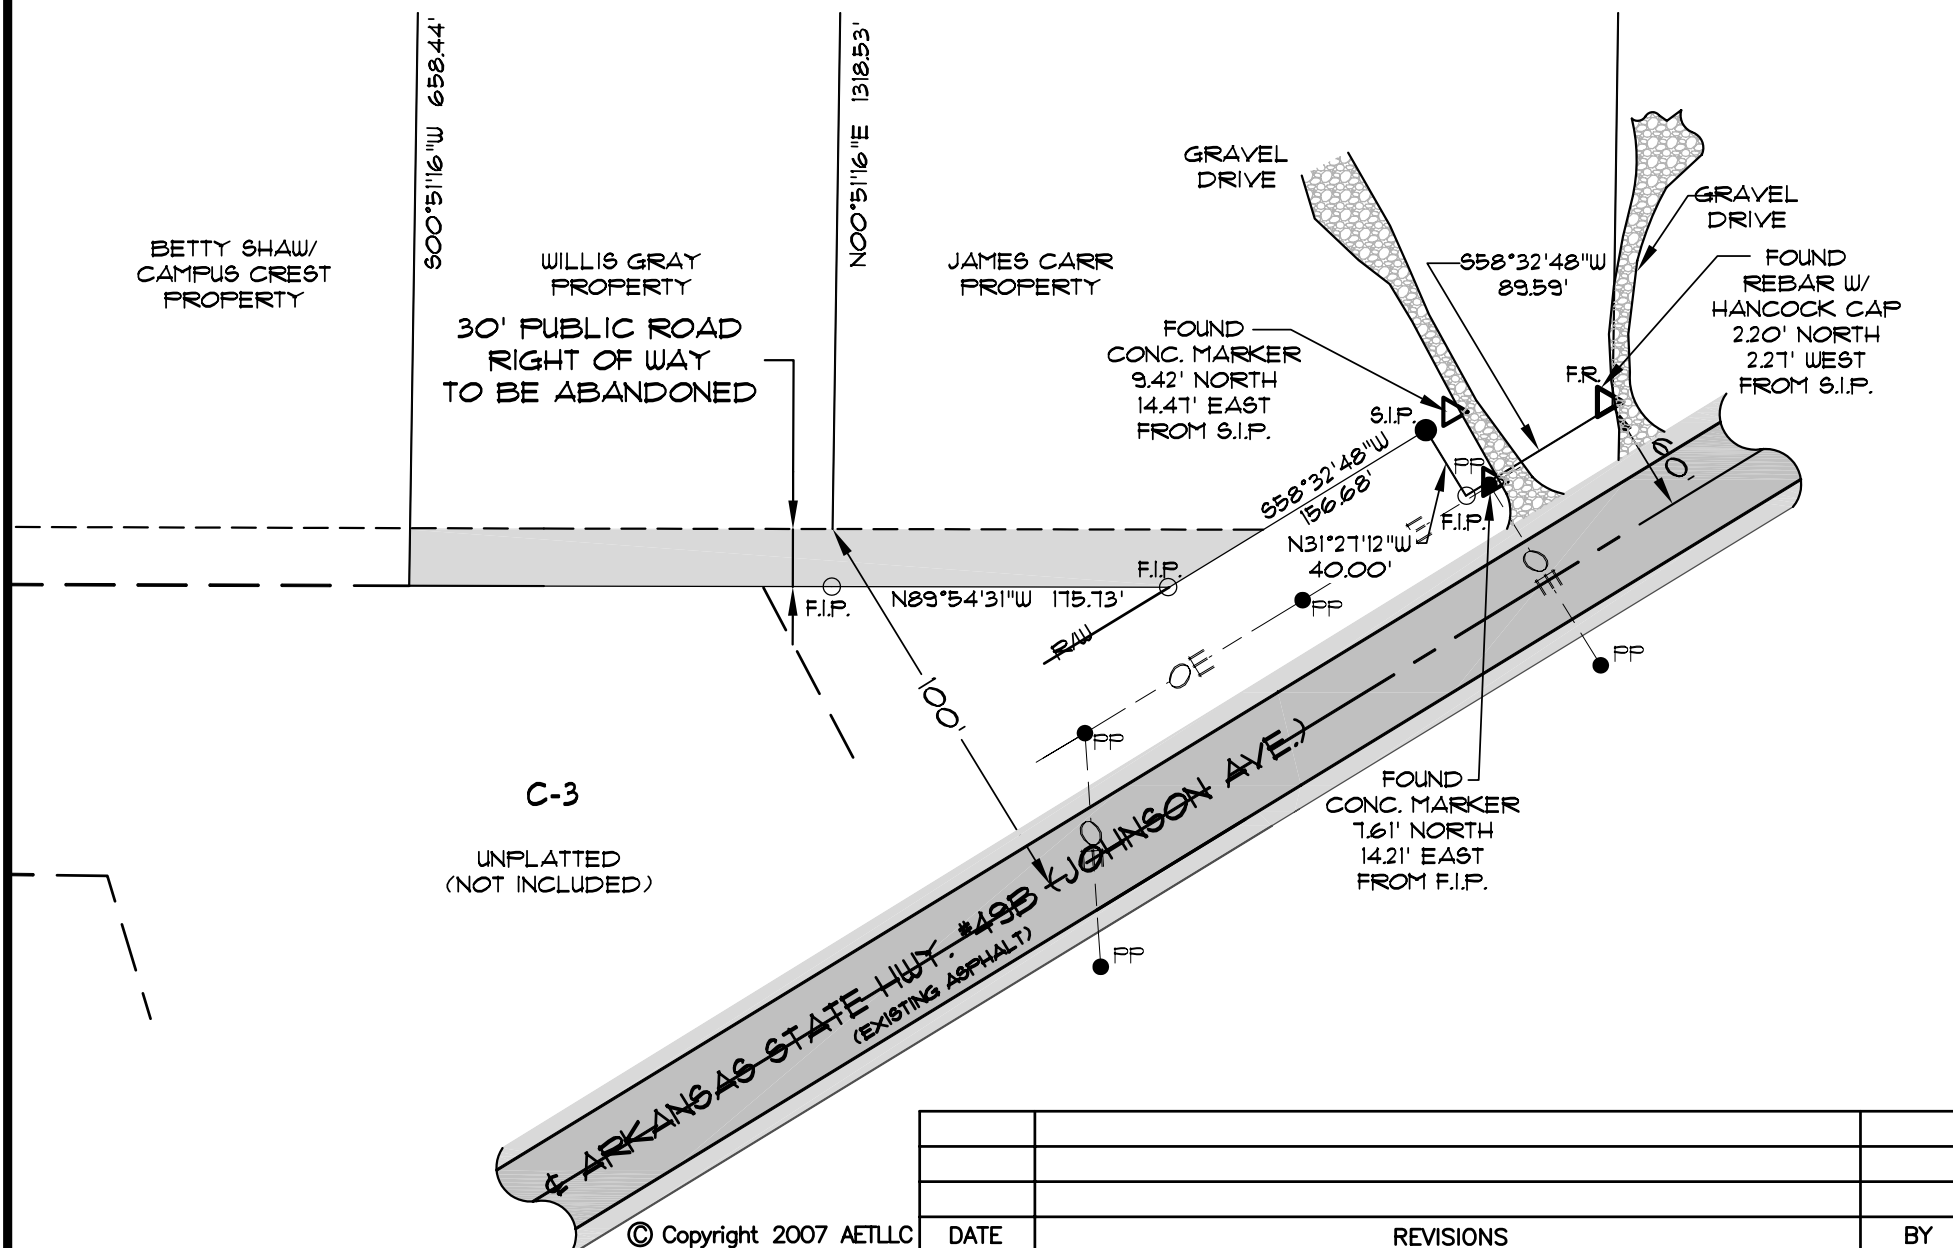 S00°51'16"W 658.44'
N00°51'16"E 1318.53'
GRAVEL
DRIVE
GRAVEL
DRIVE
BETTY SHAW/
CAMPUS CREST
PROPERTY
WILLIS GRAY
PROPERTY
JAMES CARR
PROPERTY
S58°32'48"W
89.59'
FOUND
REBAR W/
HANCOCK CAP
2.20' NORTH
2.27' WEST
FROM S.I.P.
30' PUBLIC ROAD
RIGHT OF WAY
TO BE ABANDONED
FOUND
CONC. MARKER
9.42' NORTH
14.47' EAST
FROM S.I.P.
F.R.
S.I.P.
S58°32'48"W
156.68'
PP
F.I.P.
60'
N31°27'12"W
40.00'
OE
F.I.P.
F.I.P.
N89°54'31"W 175.73'
PP
R/W
OE
PP
PP
100'
C-3
UNPLATTED
(NOT INCLUDED)
FOUND
CONC. MARKER
7.61' NORTH
14.21' EAST
FROM F.I.P.
OE
PP
℄ ARKANSAS STATE HWY. #49B (JOHNSON AVE.)
(EXISTING ASPHALT)
© Copyright 2007 AETLLC
DATE REVISIONS BY